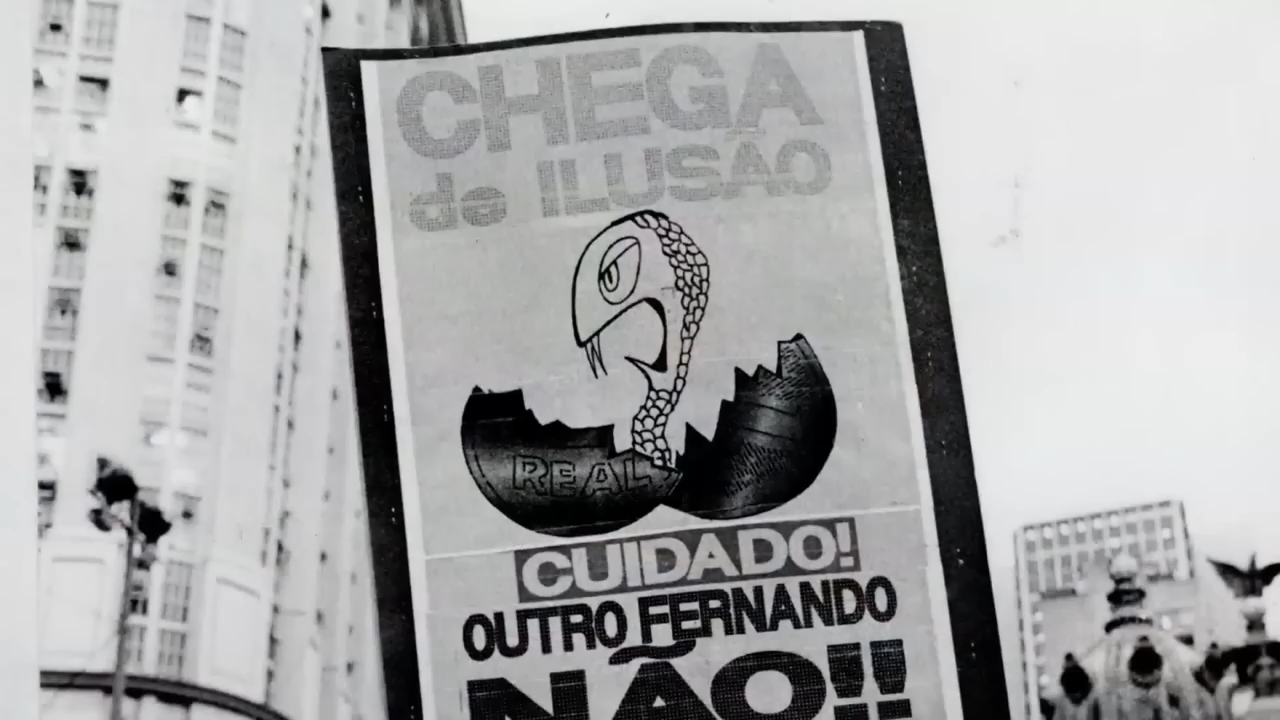 CHEGA
de ILUSÃO
REAL
CUIDADO!
OUTRO FERNANDO
NÃO!!